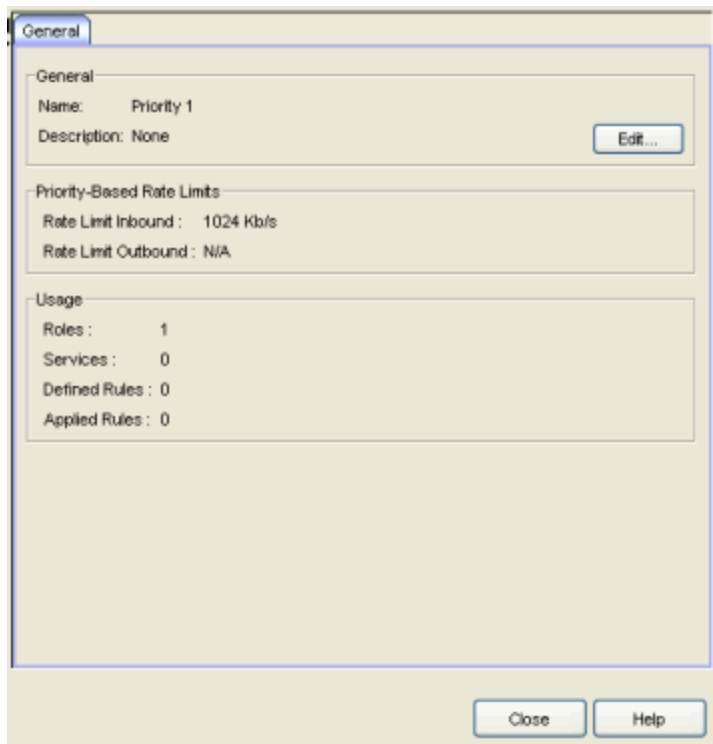 General
General
Name: Priority 1
Description: None
Edit...
Priority-Based Rate Limits
Rate Limit Inbound : 1024 Kb/s
Rate Limit Outbound : N/A
Usage
Roles : 1
Services : 0
Defined Rules : 0
Applied Rules : 0
Close Help